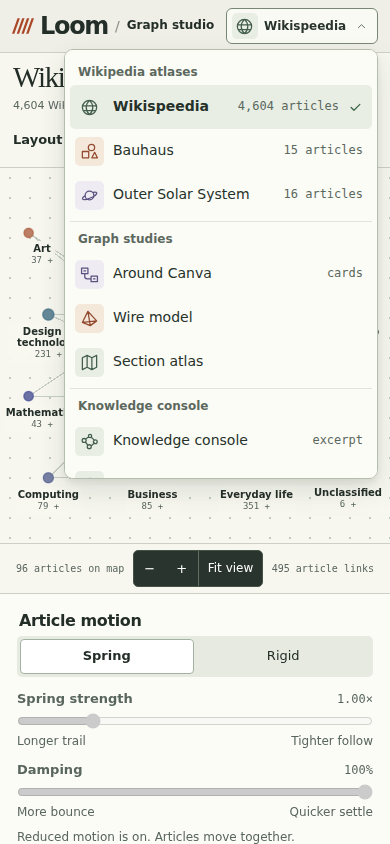 Loom / Graph studio
Wikispeedia
Wiki
4,604 Wi
Layout
Wikipedia atlases
Wikispeedia 4,604 articles
Bauhaus 15 articles
Outer Solar System 16 articles
Graph studies
Around Canva cards
Wire model
Section atlas
Knowledge console
Knowledge console excerpt
Art
37 +
Design
technolo
231 +
Mathemat
43 +
Computing
79 +
Business
85 +
Everyday life
351 +
Unclassified
6 +
96 articles on map
− + Fit view
495 article links
Article motion
Spring Rigid
Spring strength 1.00×
Longer trail Tighter follow
Damping 100%
More bounce Quicker settle
Reduced motion is on. Articles move together.